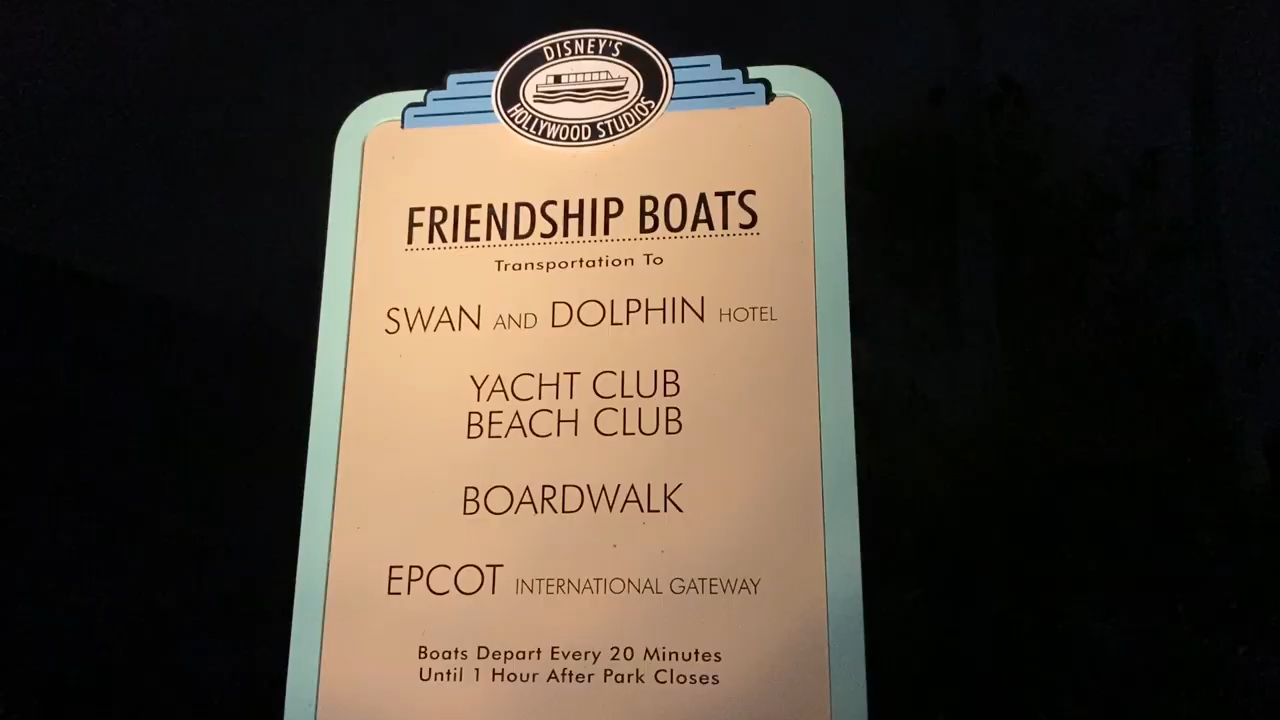 DISNEY'S
HOLLYWOOD STUDIOS
FRIENDSHIP BOATS
Transportation To
SWAN AND DOLPHIN HOTEL
YACHT CLUB
BEACH CLUB
BOARDWALK
EPCOT INTERNATIONAL GATEWAY
Boats Depart Every 20 Minutes
Until 1 Hour After Park Closes